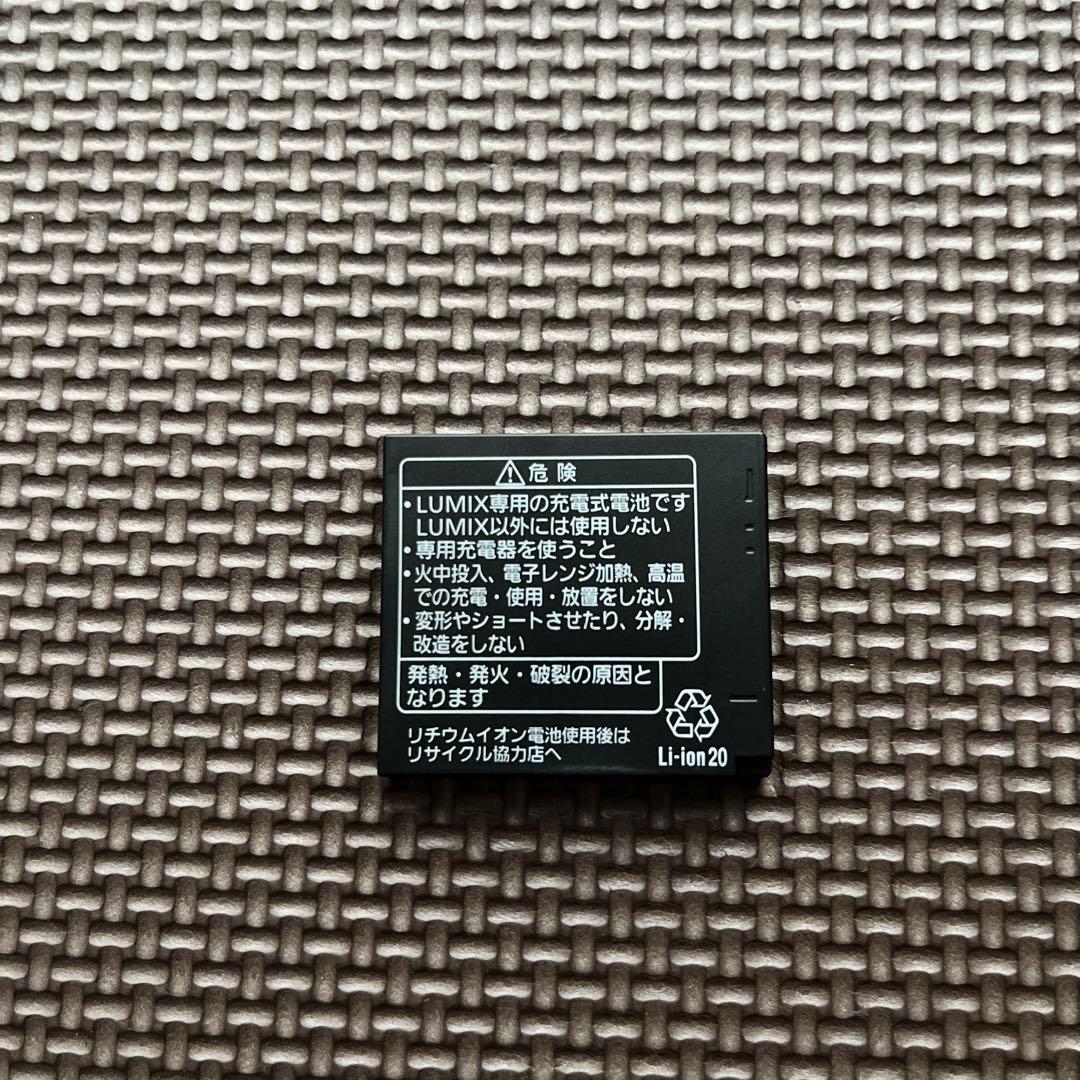 危険
・LUMIX専用の充電式電池です
LUMIX以外には使用しない
・専用充電器を使うこと
・火中投入、電子レンジ加熱、高温
での充電・使用・放置をしない
・変形やショートさせたり、分解・
改造をしない
発熱・発火・破裂の原因と
なります
リチウムイオン電池使用後は
リサイクル協力店へ
Li-ion20